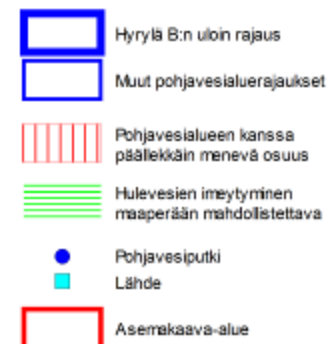 Hyrylä B:n uloin rajaus
Muut pohjavesialuerajaukset
Pohjavesialueen kanssa
päällekkäin menevä osuus
Hulevesien imeytyminen
maaperään mahdollistettava
Pohjavesiputki
Lähde
Asemakaava-alue